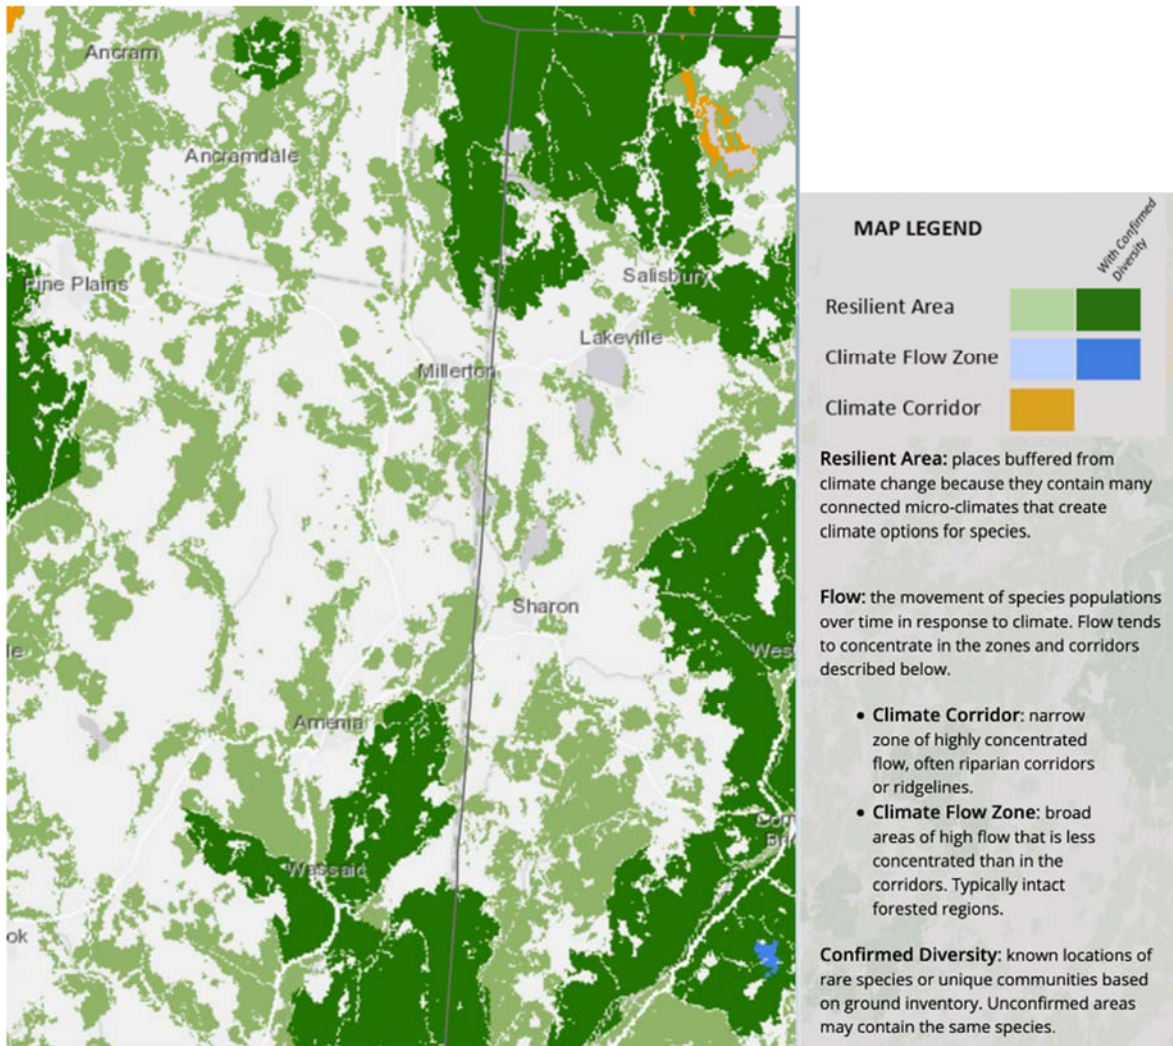 Ancram
Ancramdale
Pine Plains
Salisbury
Lakeville
Millerton
Sharon
West
le
Amenia
Corn
Bri
Wassaic
ok
MAP LEGEND
With Confirmed
Diversity
Resilient Area
Climate Flow Zone
Climate Corridor
Resilient Area: places buffered from
climate change because they contain many
connected micro-climates that create
climate options for species.
Flow: the movement of species populations
over time in response to climate. Flow tends
to concentrate in the zones and corridors
described below.
• Climate Corridor: narrow
zone of highly concentrated
flow, often riparian corridors
or ridgelines.
• Climate Flow Zone: broad
areas of high flow that is less
concentrated than in the
corridors. Typically intact
forested regions.
Confirmed Diversity: known locations of
rare species or unique communities based
on ground inventory. Unconfirmed areas
may contain the same species.